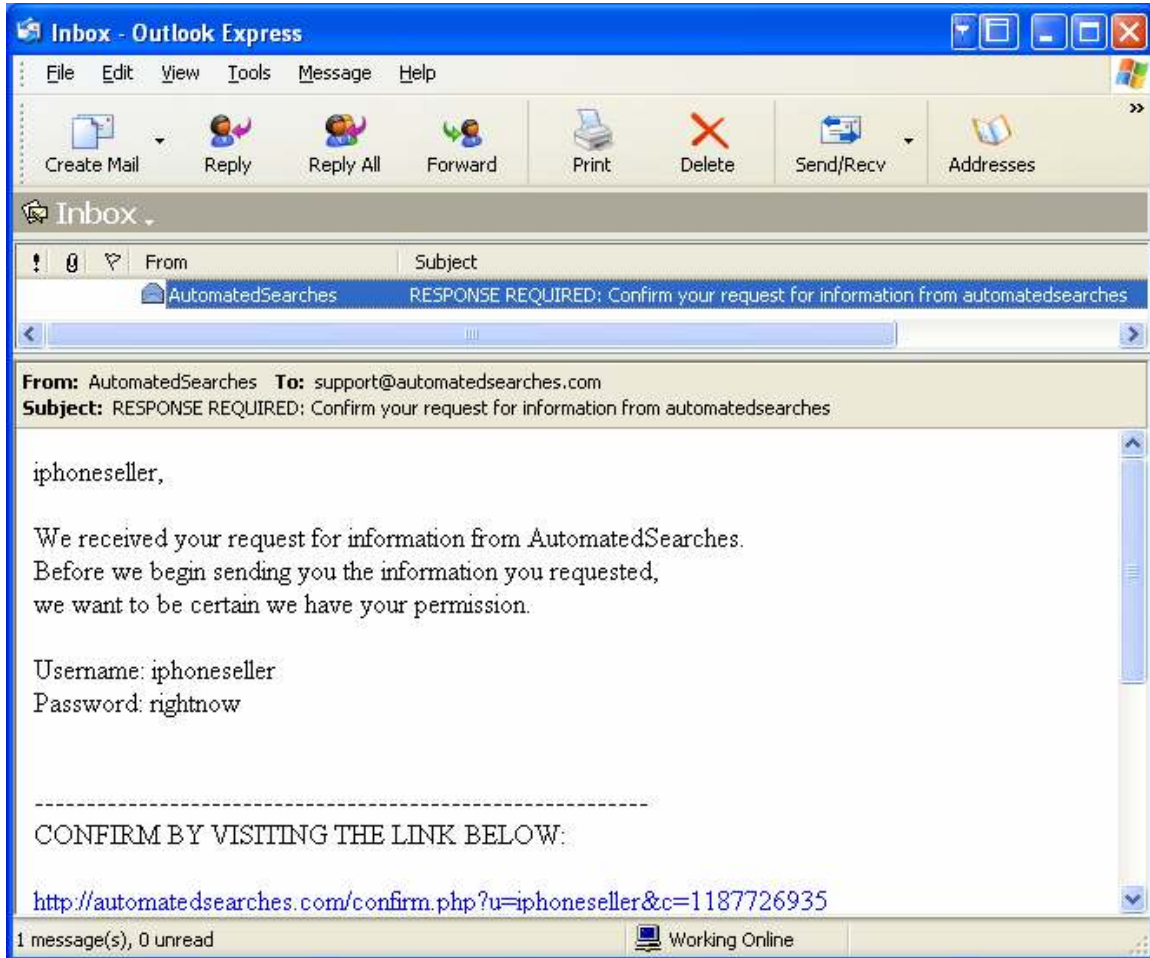 Inbox - Outlook Express
File Edit View Tools Message Help
Create Mail Reply Reply All Forward Print Delete Send/Recv Addresses
Inbox
! From Subject
AutomatedSearches RESPONSE REQUIRED: Confirm your request for information from automatedsearches
From: AutomatedSearches To: support@automatedsearches.com
Subject: RESPONSE REQUIRED: Confirm your request for information from automatedsearches
iphoneseller,
We received your request for information from AutomatedSearches.
Before we begin sending you the information you requested,
we want to be certain we have your permission.
Username: iphoneseller
Password: rightnow
------------------------------------------------------------
CONFIRM BY VISITING THE LINK BELOW:
http://automatedsearches.com/confirm.php?u=iphoneseller&c=1187726935
1 message(s), 0 unread Working Online